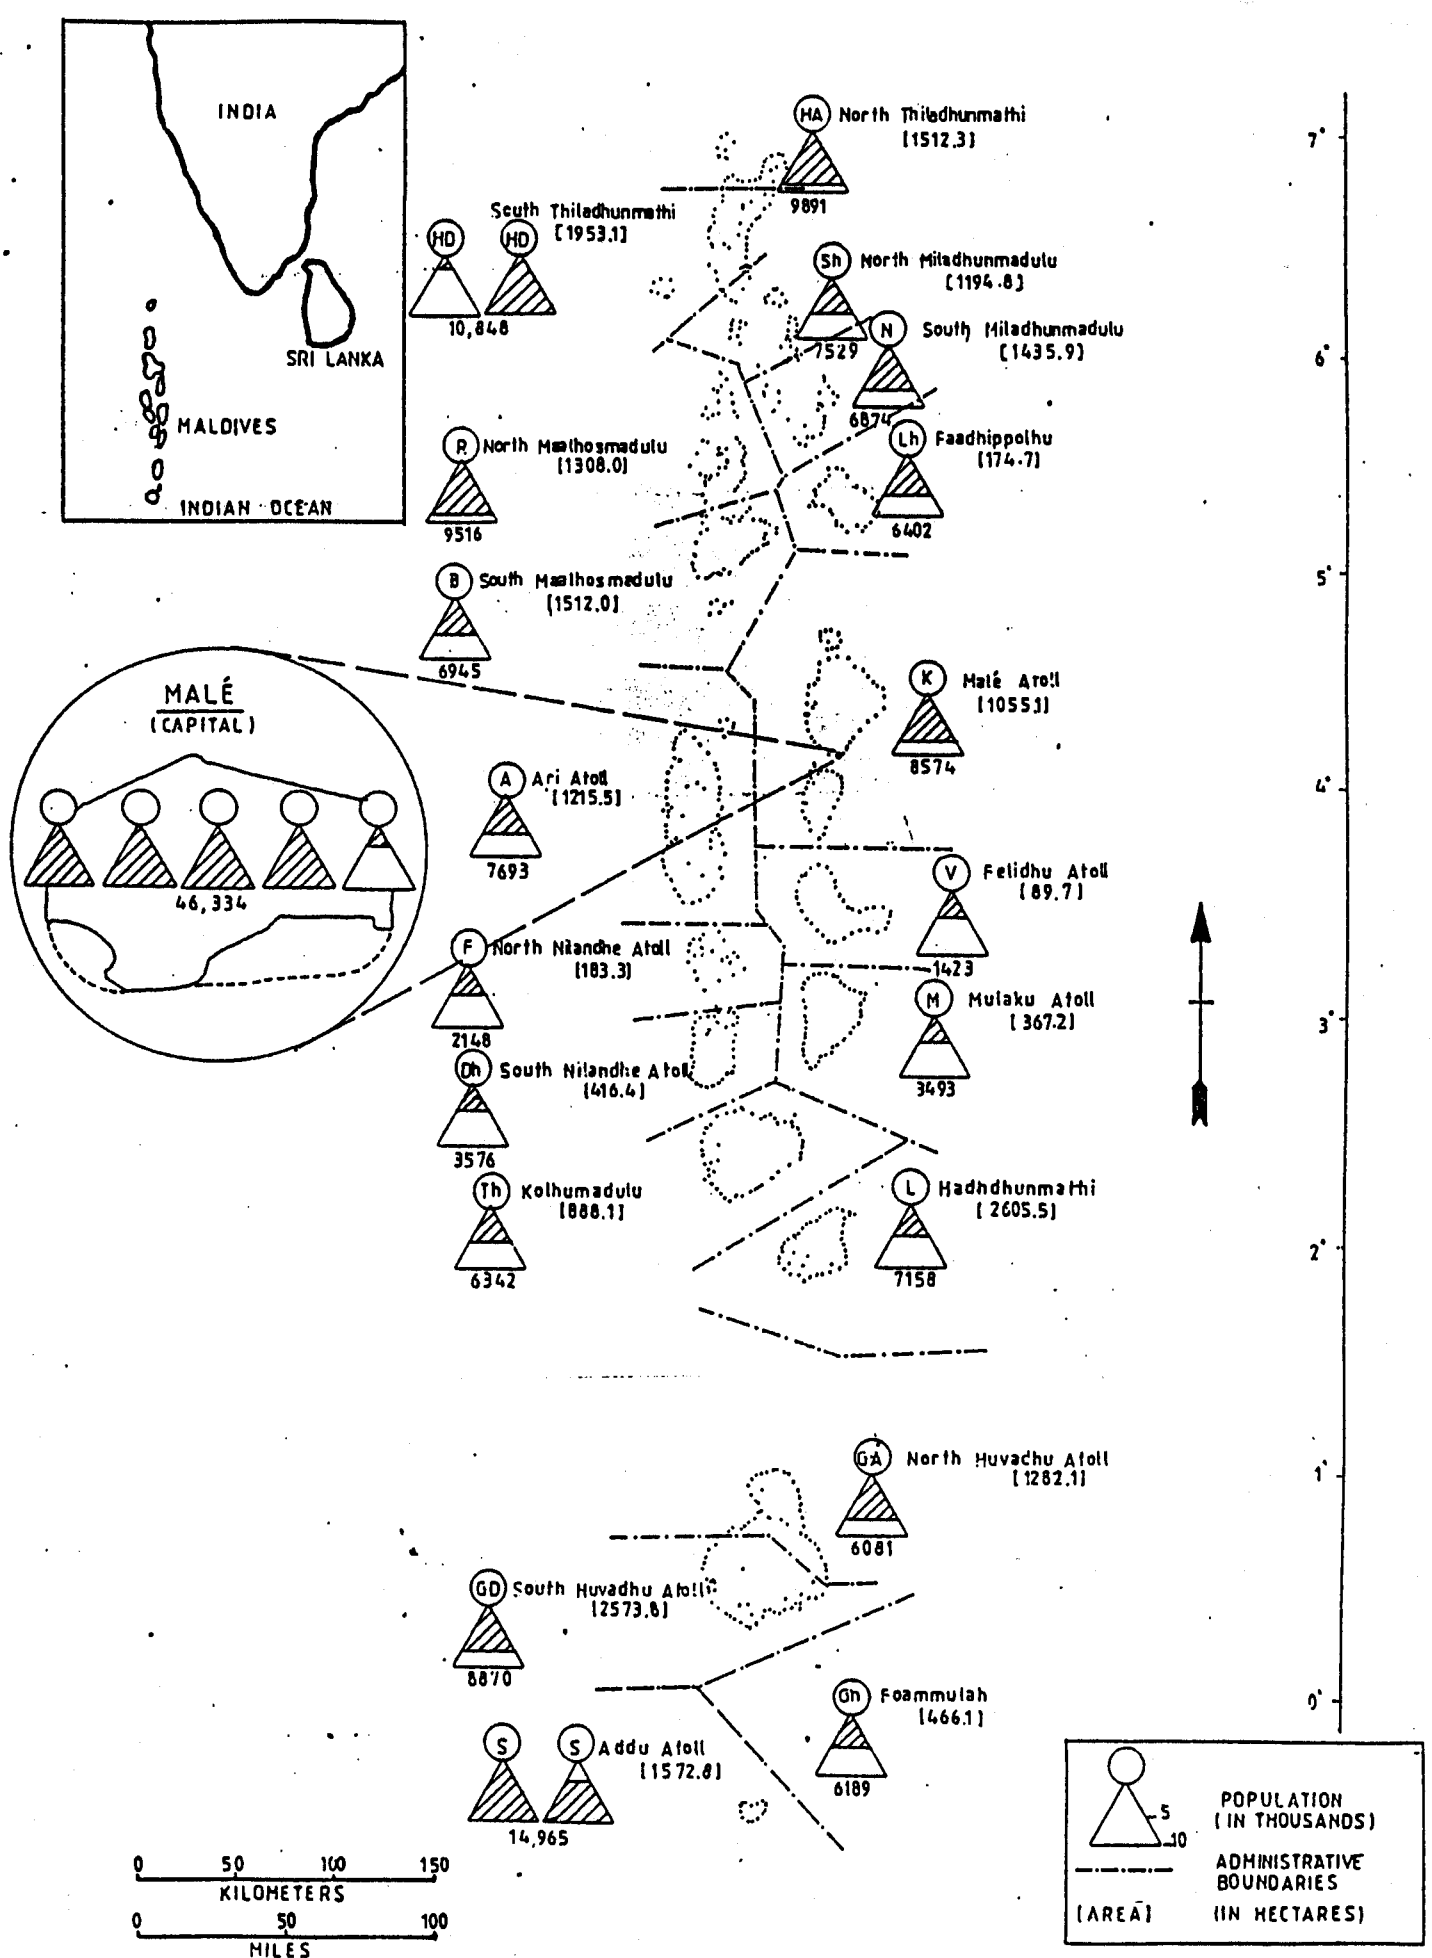 INDIA
SRI LANKA
MALDIVES
INDIAN OCEAN
HA North Thiladhunmathi
[1512.3]
9891
7°
South Thiladhunmathi
HD HD [1953.1]
10,848
Sh North Miladhunmadulu
[1194.8]
7529
N South Miladhunmadulu
[1435.9]
6874
6°
R North Maalhosmadulu
[1308.0]
9516
Lh Faadhippolhu
[174.7]
6402
B South Maalhosmadulu
[1512.0]
6945
5°
MALÉ
(CAPITAL)
46,334
K Malé Atoll
[1055.1]
8574
A Ari Atoll
[1215.5]
7693
4°
V Felidhu Atoll
[89.7]
1423
F North Nilandhe Atoll
[183.3]
2148
M Mulaku Atoll
[367.2]
3493
3°
Dh South Nilandhe Atoll
[416.4]
3576
Th Kolhumadulu
[888.1]
6342
L Hadhdhunmathi
[2605.5]
7158
2°
GA North Huvadhu Atoll
[1282.1]
6081
1°
GD South Huvadhu Atoll
[2573.8]
8870
Gn Foammulah
[466.1]
6189
0°
S S Addu Atoll
[1572.8]
14,965
0 50 100 150
KILOMETERS
0 50 100
MILES
5
10
POPULATION
(IN THOUSANDS)
ADMINISTRATIVE
BOUNDARIES
[AREA] (IN HECTARES)